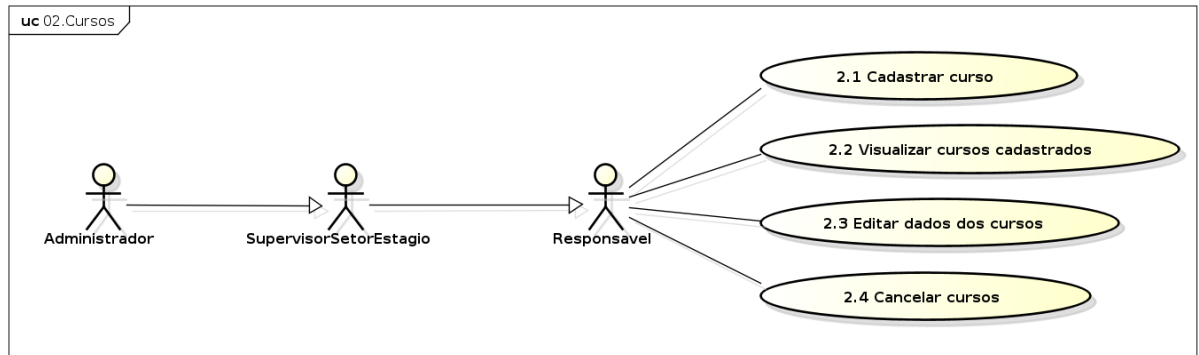 uc 02.Cursos
2.1 Cadastrar curso
2.2 Visualizar cursos cadastrados
Administrador
SupervisorSetorEstagio
Responsavel
2.3 Editar dados dos cursos
2.4 Cancelar cursos